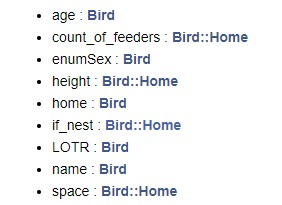 age : Bird
count_of_feeders : Bird::Home
enumSex : Bird
height : Bird::Home
home : Bird
if_nest : Bird::Home
LOTR : Bird
name : Bird
space : Bird::Home